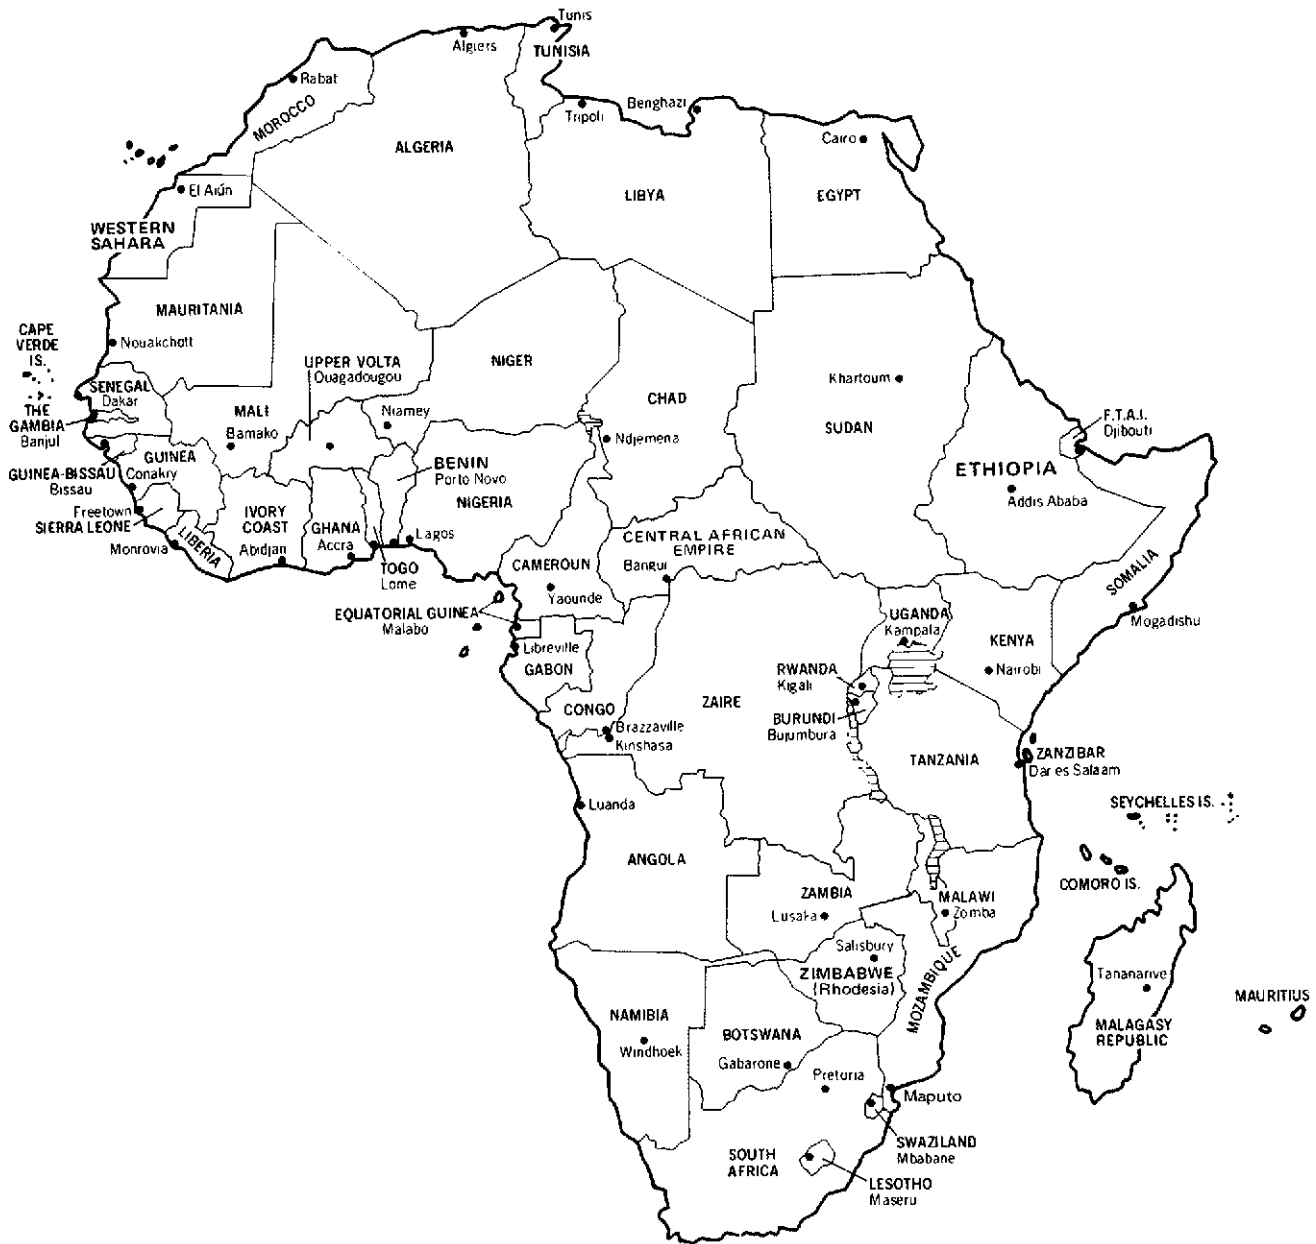 Tunis
Algiers
TUNISIA
Rabat
MOROCCO
Tripoli
Benghazi
Cairo
ALGERIA
LIBYA
EGYPT
El Aiún
WESTERN
SAHARA
MAURITANIA
Nouakchott
CAPE
VERDE
IS.
UPPER VOLTA
Ouagadougou
NIGER
Niamey
CHAD
Ndjemena
Khartoum
SUDAN
SENEGAL
Dakar
THE
GAMBIA
Banjul
MALI
Bamako
F.T.A.I.
Djibouti
GUINEA
Conakry
GUINEA-BISSAU
Bissau
BENIN
Porto Novo
NIGERIA
ETHIOPIA
Addis Ababa
Freetown
SIERRA LEONE
IVORY
COAST
Abidjan
GHANA
Accra
Lagos
Monrovia
LIBERIA
TOGO
Lome
CENTRAL AFRICAN
EMPIRE
Bangui
CAMEROUN
Yaounde
SOMALIA
Mogadishu
EQUATORIAL GUINEA
Malabo
UGANDA
Kampala
KENYA
Nairobi
Libreville
GABON
RWANDA
Kigali
CONGO
ZAIRE
Brazzaville
Kinshasa
BURUNDI
Bujumbura
TANZANIA
ZANZIBAR
Dar es Salaam
Luanda
SEYCHELLES IS.
ANGOLA
COMORO IS.
ZAMBIA
Lusaka
MALAWI
Zomba
Salisbury
ZIMBABWE
(Rhodesia)
MOZAMBIQUE
Tananarive
MALAGASY
REPUBLIC
MAURITIUS
NAMIBIA
Windhoek
BOTSWANA
Gabarone
Pretoria
Maputo
SWAZILAND
Mbabane
SOUTH
AFRICA
LESOTHO
Maseru